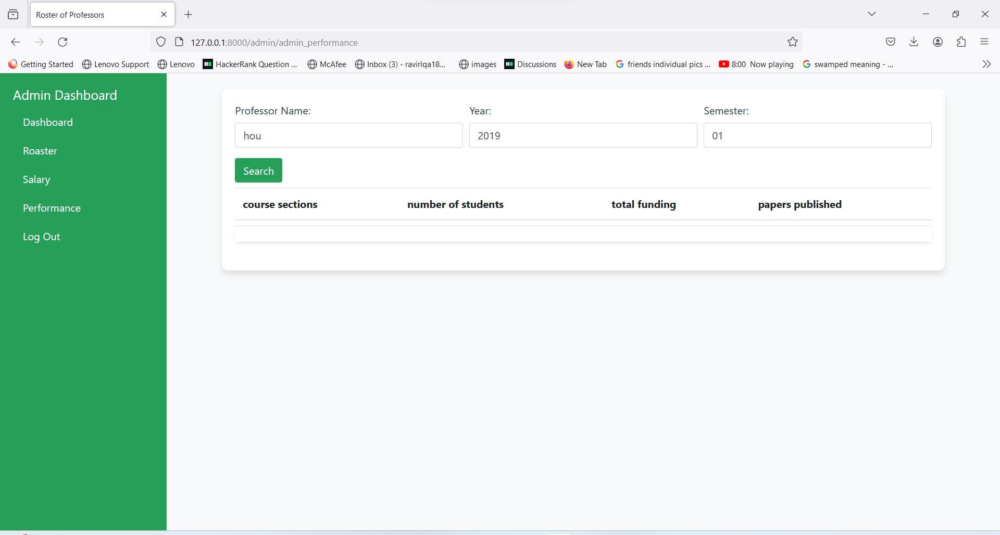 Roster of Professors
127.0.0.1:8000/admin/admin_performance
Getting Started Lenovo Support Lenovo HackerRank Question ... McAfee Inbox (3) - ravirlqa18... images Discussions New Tab friends individual pics ... 8:00 Now playing swamped meaning - ...
Admin Dashboard
Dashboard
Roaster
Salary
Performance
Log Out
Professor Name: Year: Semester:
hou 2019 01
Search
course sections number of students total funding papers published